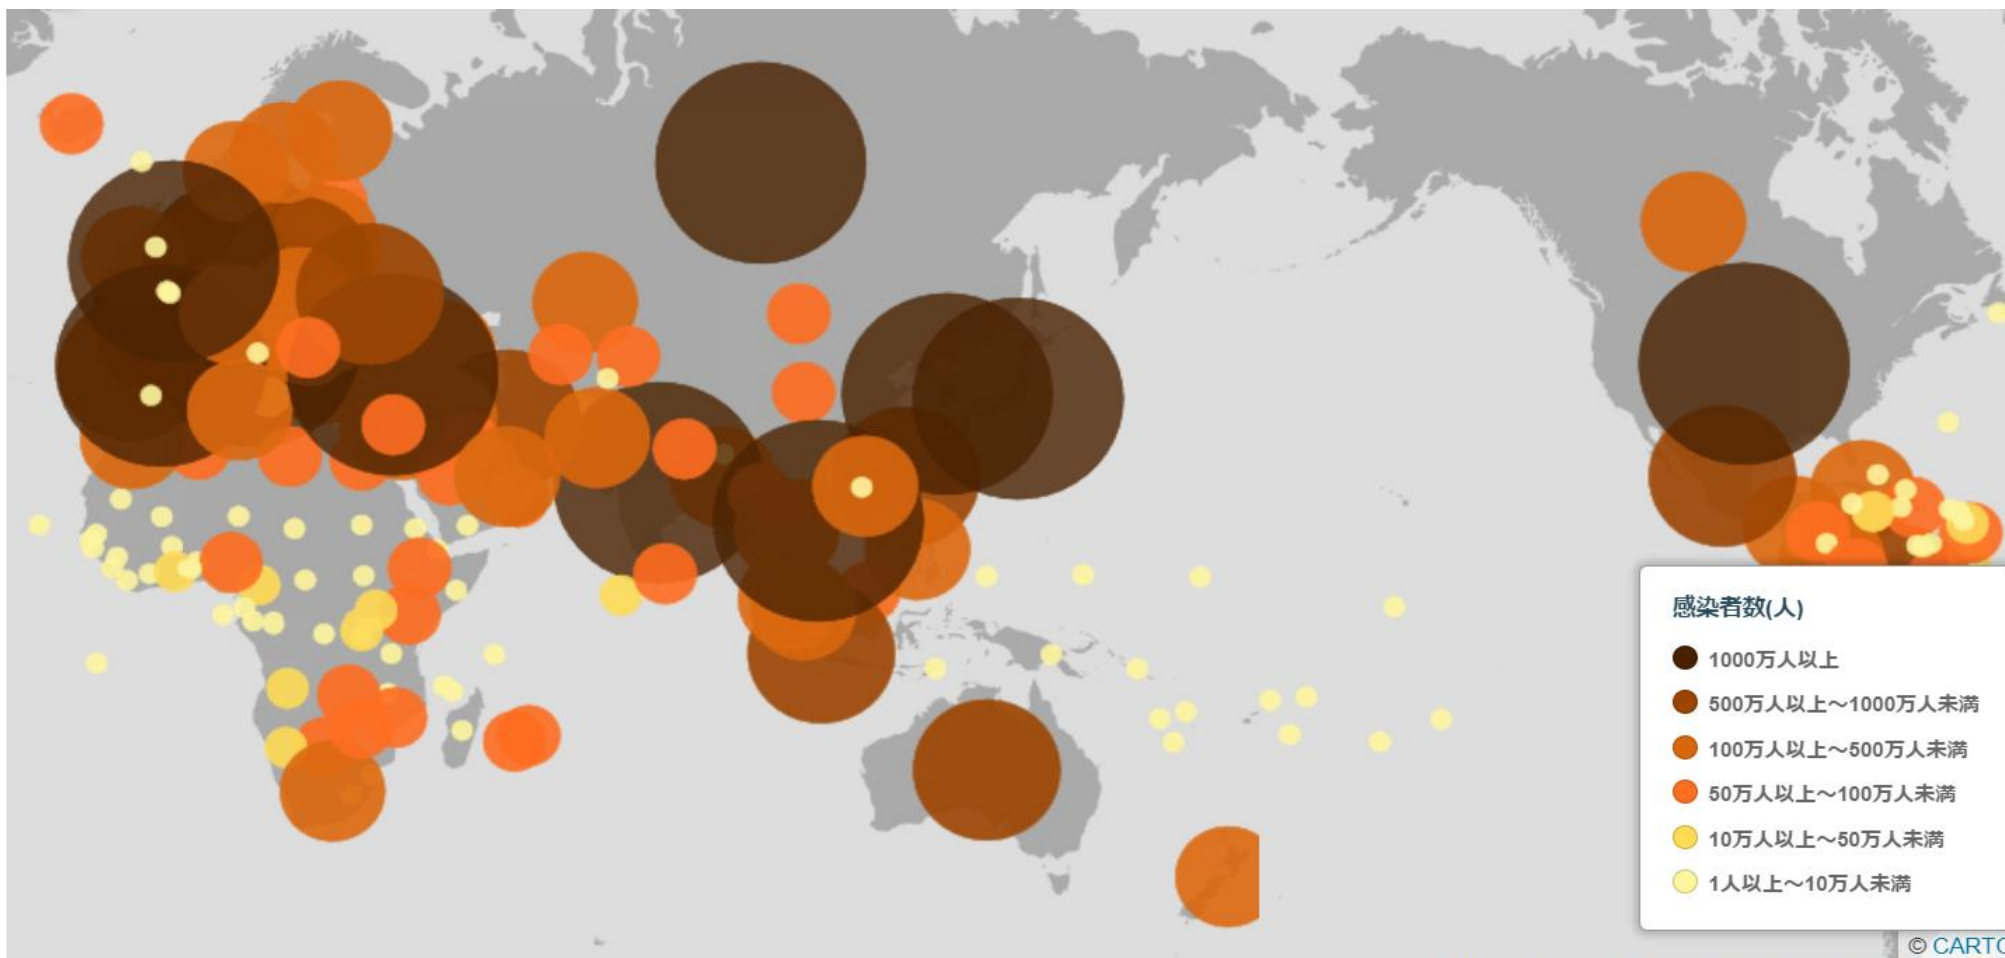 感染者数(人)
1000万人以上
500万人以上～1000万人未満
100万人以上～500万人未満
50万人以上～100万人未満
10万人以上～50万人未満
1人以上～10万人未満
© CARTO